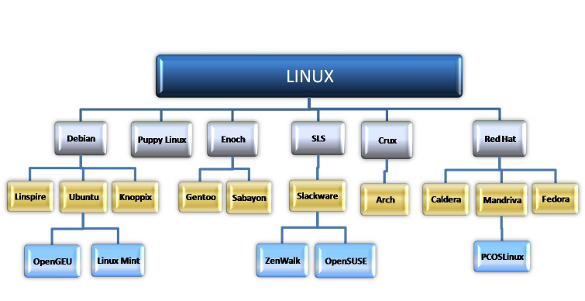 LINUX
Debian
Puppy Linux
Enoch
SLS
Crux
Red Hat
Linspire
Ubuntu
Knoppix
Gentoo
Sabayon
Slackware
Arch
Caldera
Mandriva
Fedora
OpenGEU
Linux Mint
ZenWalk
OpenSUSE
PCOSLinux